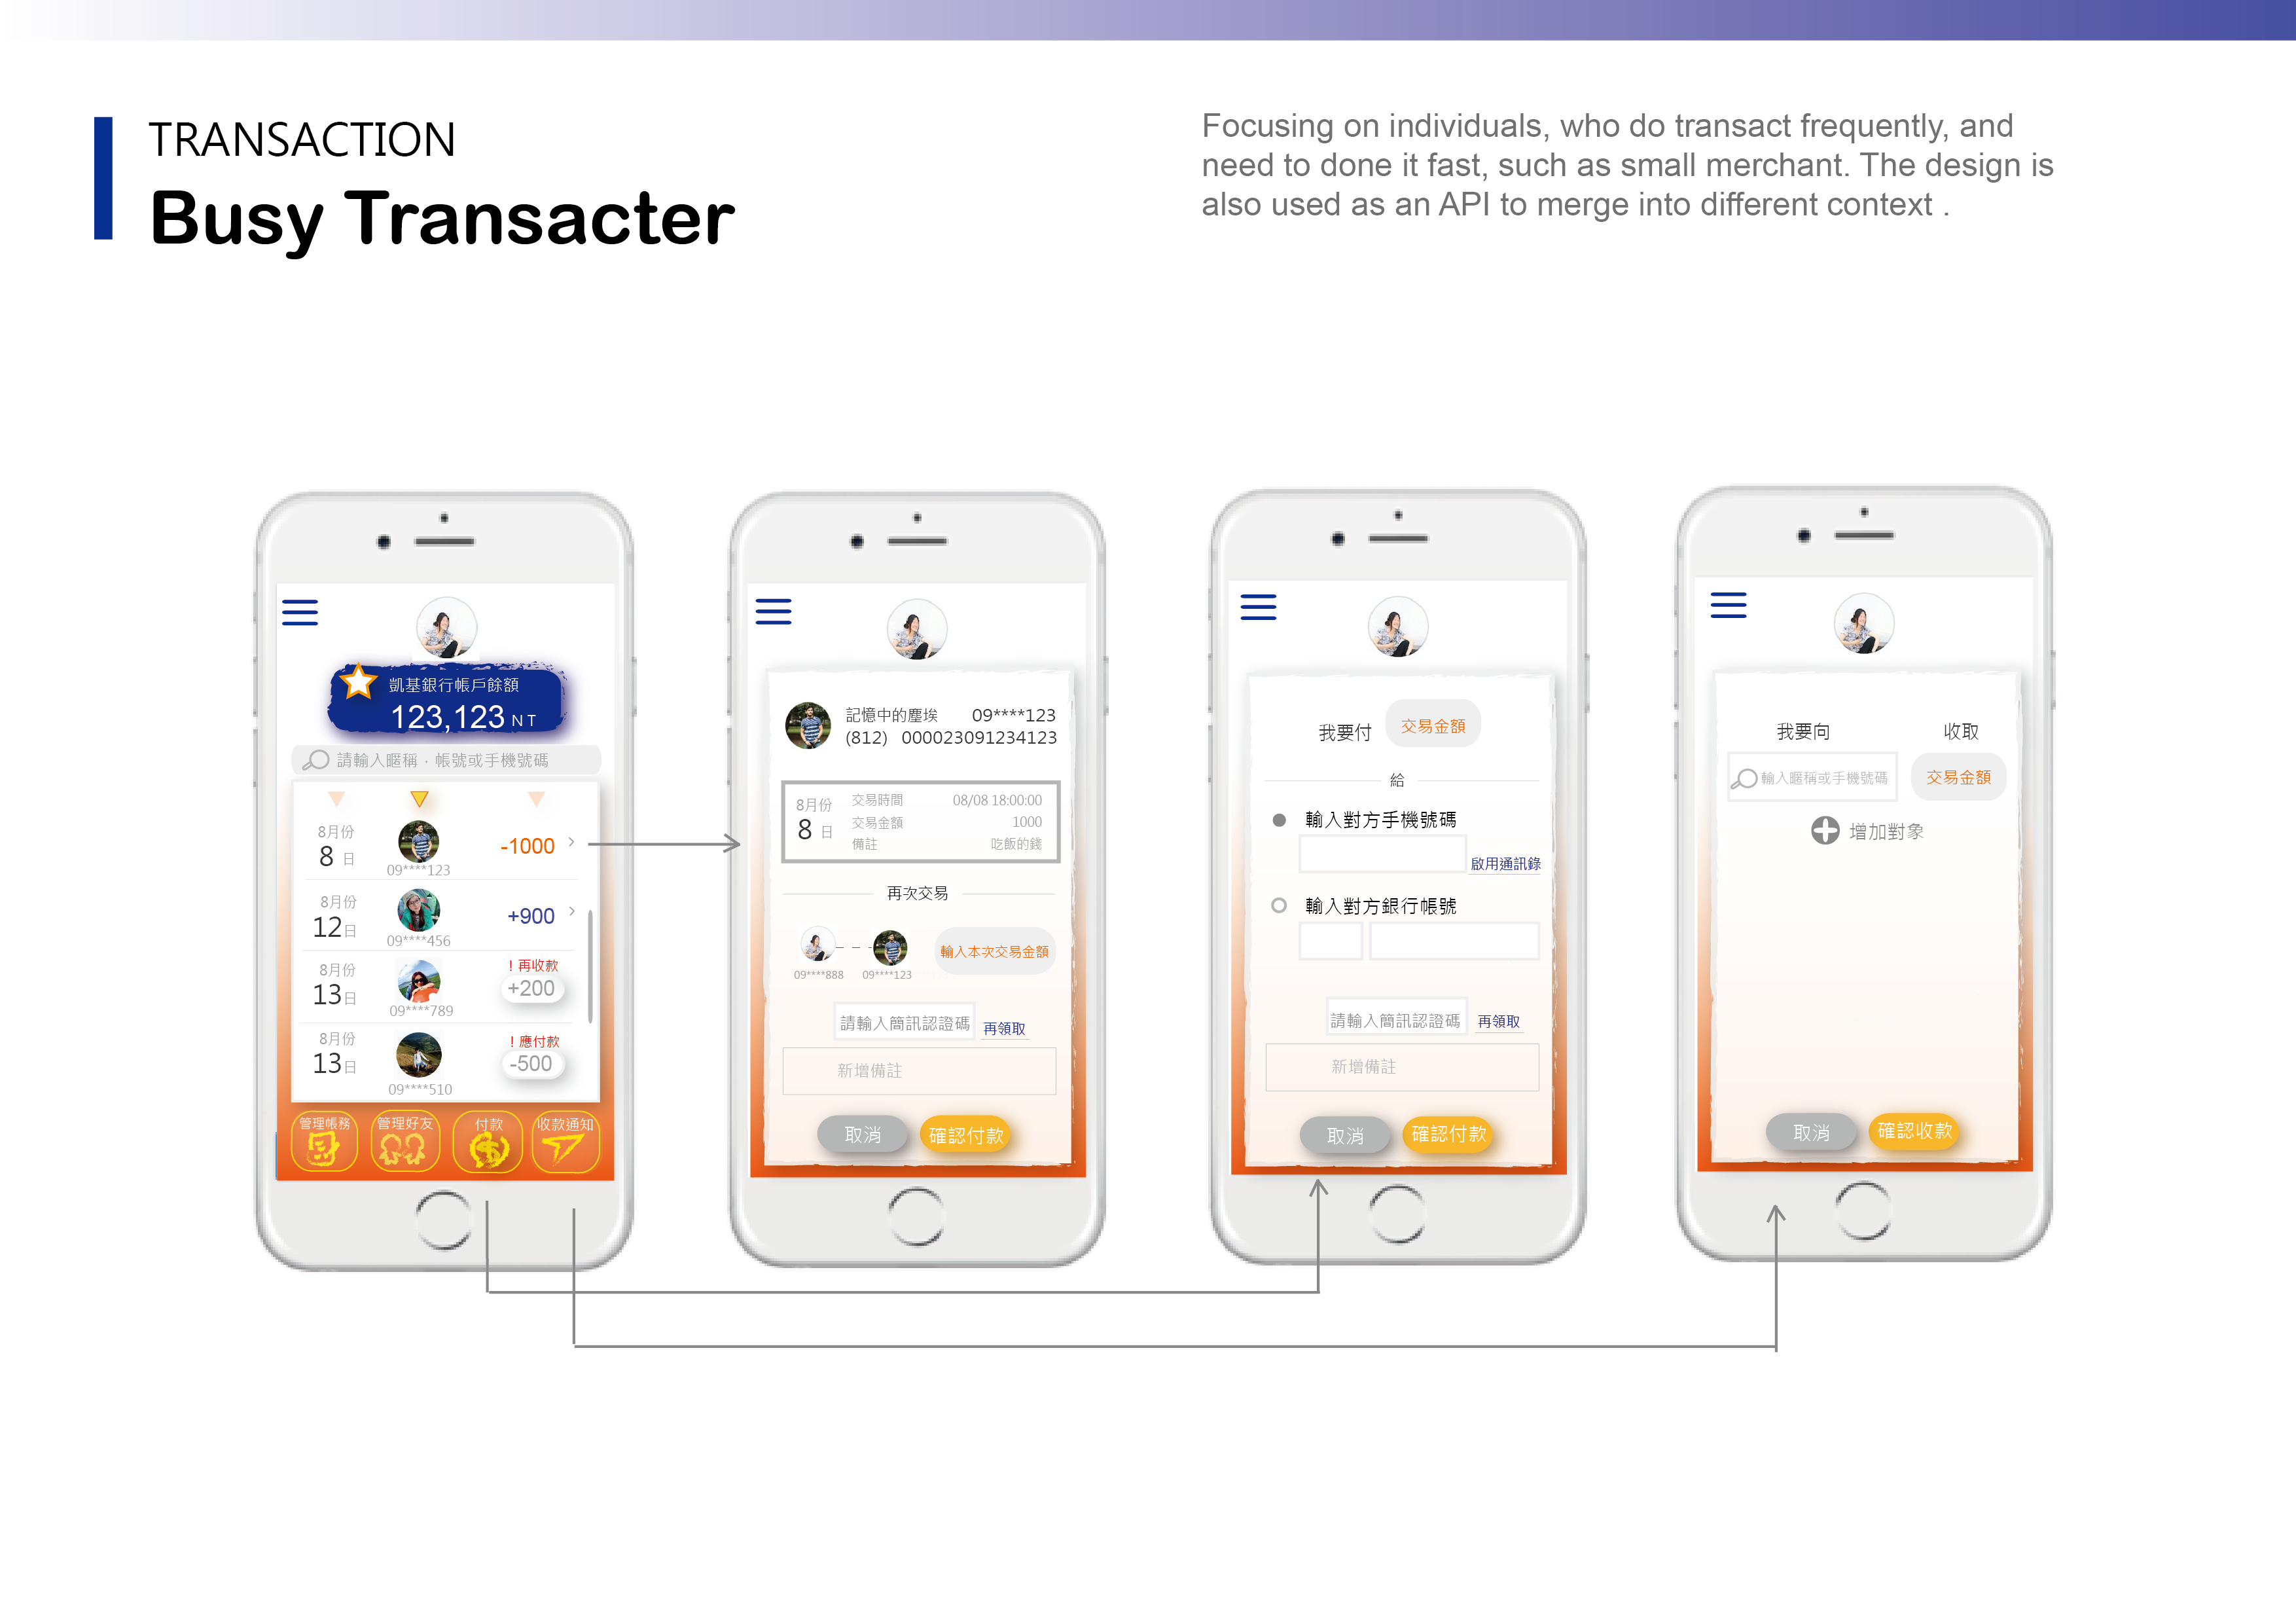 TRANSACTION
Busy Transacter
Focusing on individuals, who do transact frequently, and
need to done it fast, such as small merchant. The design is
also used as an API to merge into different context .
凱基銀行帳戶餘額
123,123 NT
請輸入暱稱﹑帳號或手機號碼
8月份
8 日
09****123
-1000
8月份
12日
09****456
+900
8月份
13日
09****789
！再收款
+200
8月份
13日
09****510
！應付款
-500
管理帳務
管理好友
付款
收款通知
記憶中的塵埃 09****123
(812) 000023091234123
8月份
8 日
交易時間 08/08 18:00:00
交易金額 1000
備註 吃飯的錢
再次交易
09****888 09****123
輸入本次交易金額
請輸入簡訊認證碼 再領取
新增備註
取消 確認付款
我要付 交易金額
給
輸入對方手機號碼
啟用通訊錄
輸入對方銀行帳號
請輸入簡訊認證碼 再領取
新增備註
取消 確認付款
我要向 收取
輸入暱稱或手機號碼 交易金額
增加對象
取消 確認收款